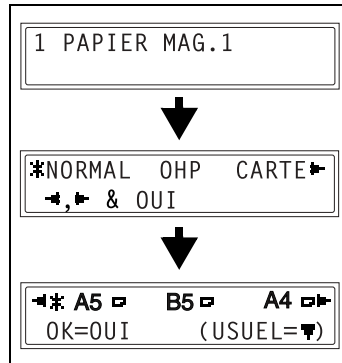 1 PAPIER MAG.1
*NORMAL OHP CARTE
, & OUI
* A5 B5 A4
OK=OUI (USUEL=▼)